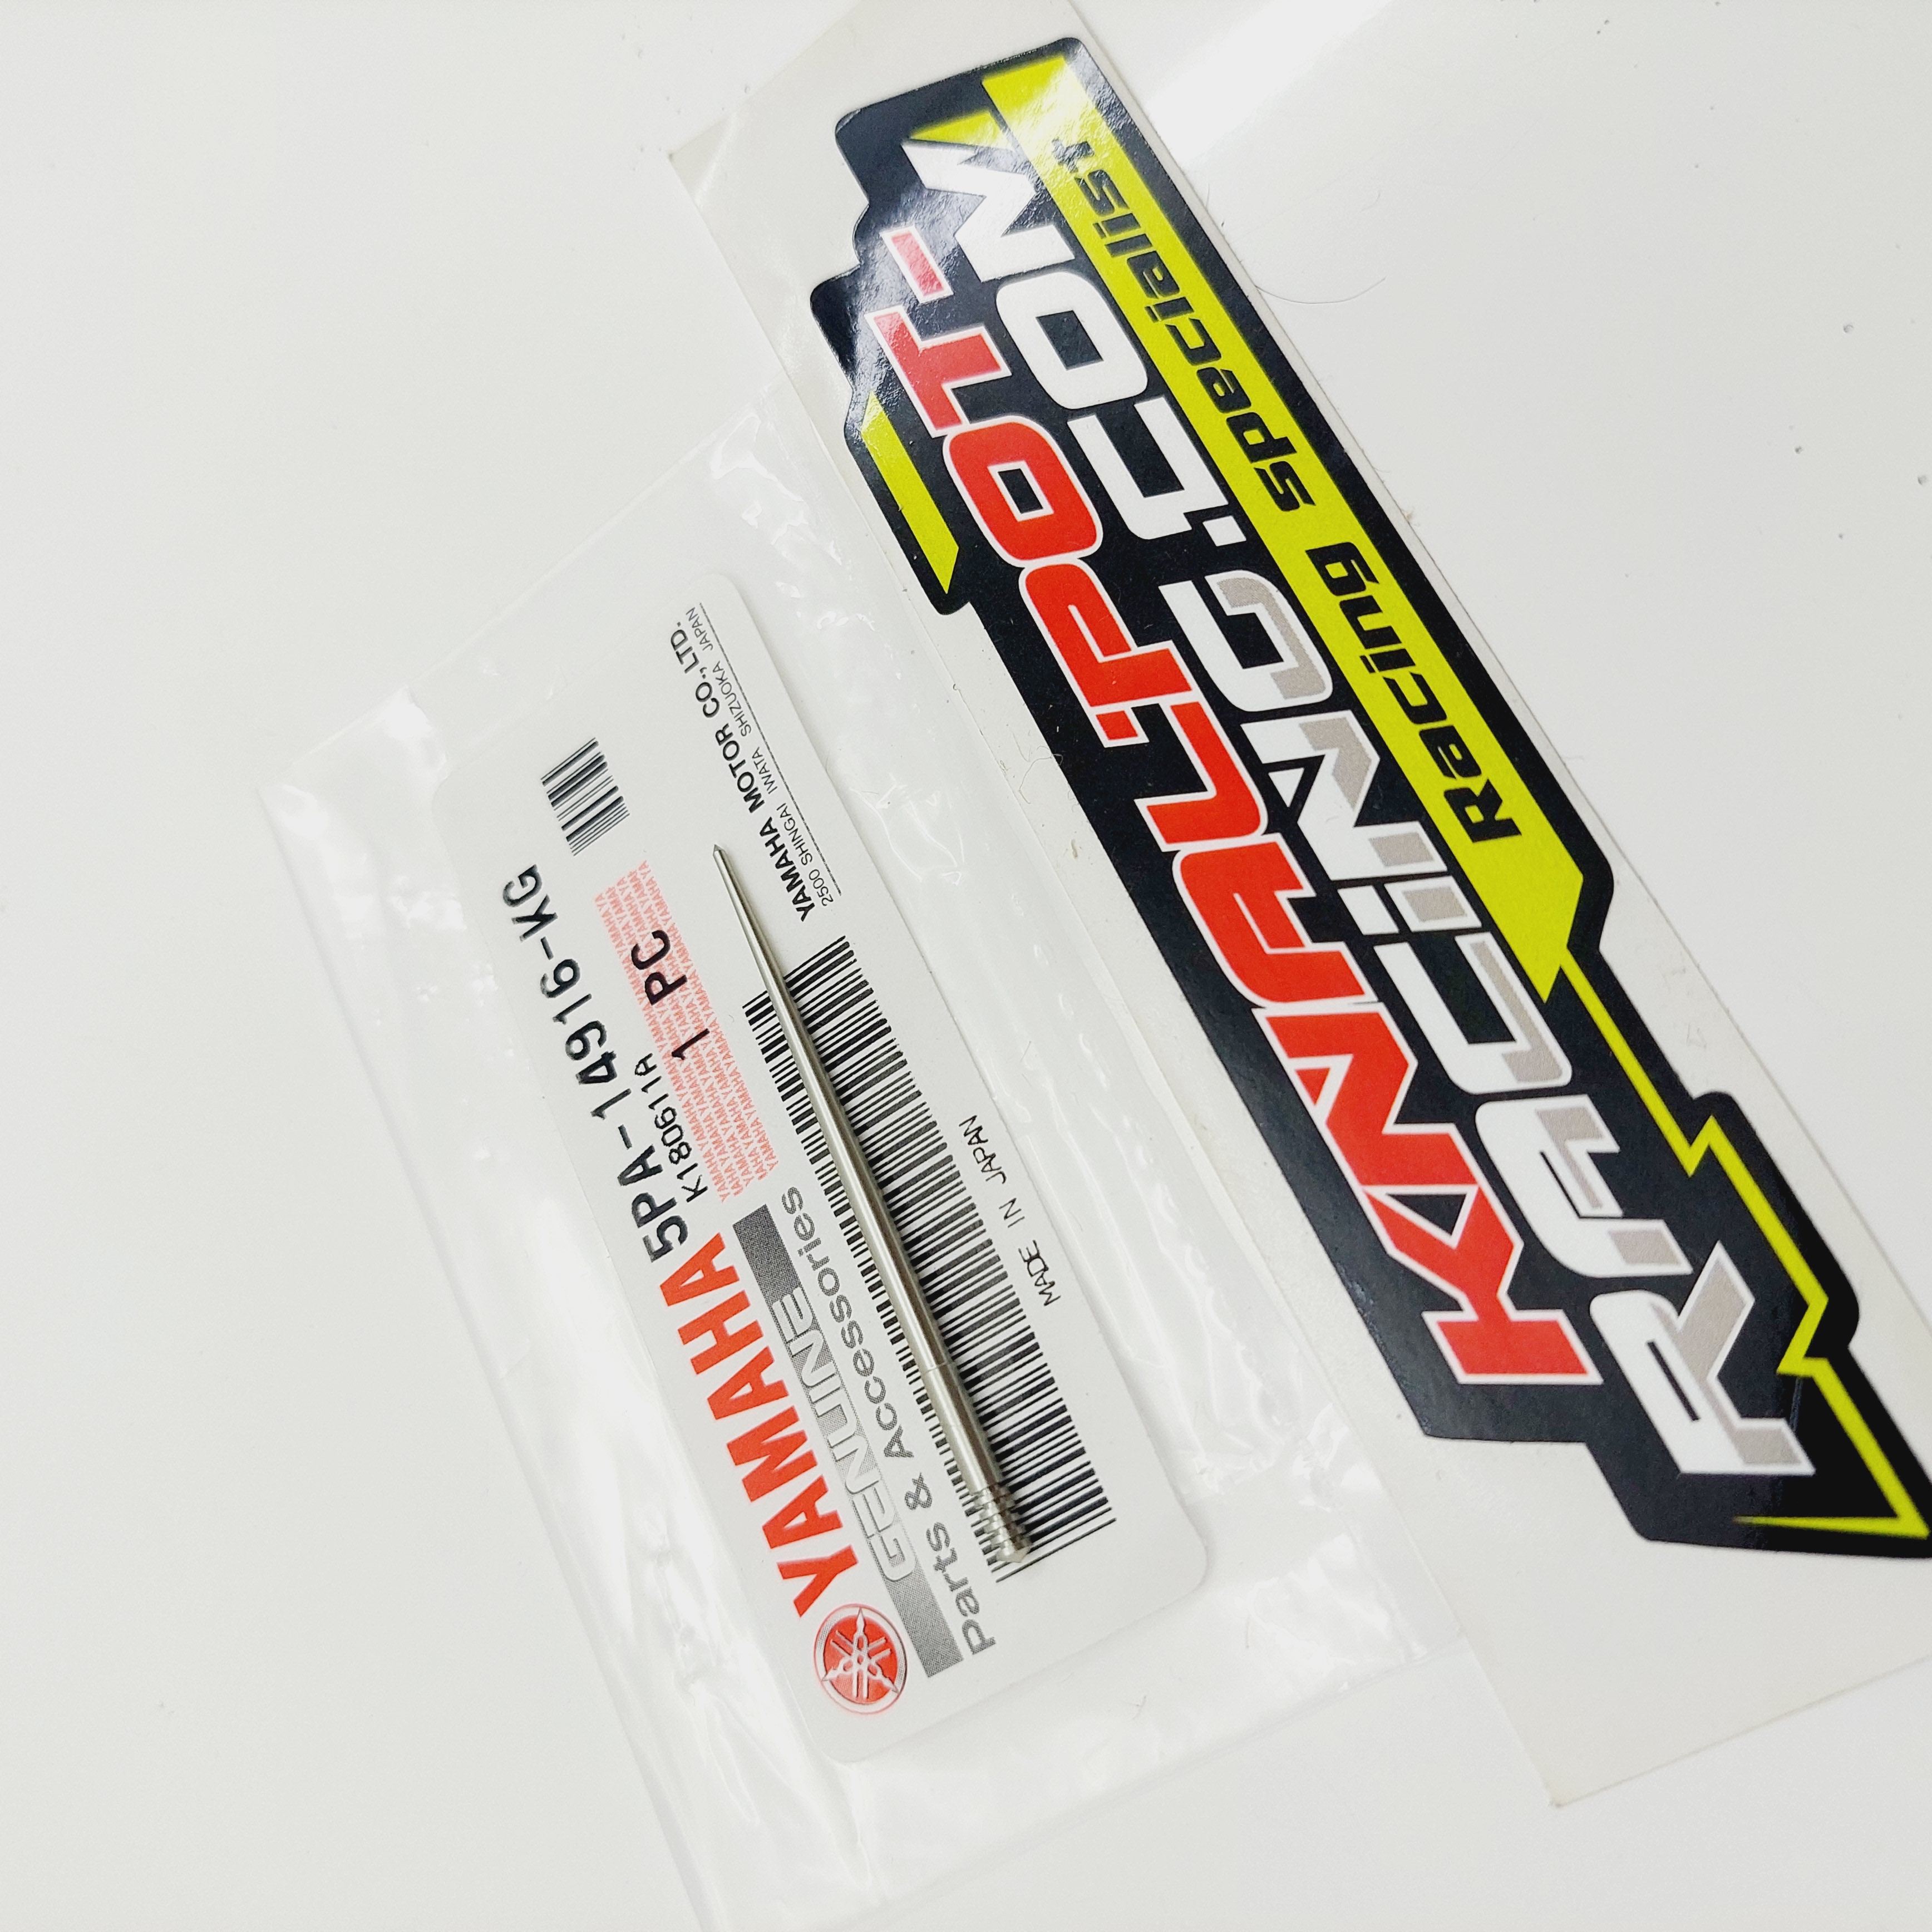 YAMAHA 5PA-14916-KG
K180611A
1 PC
GENUINE
Parts & Accessories
YAMAHA MOTOR CO., LTD.
2500 SHINGAI IWATA SHIZUOKA JAPAN
MADE IN JAPAN
KNALPOT-
RACING.COM
Racing specialist